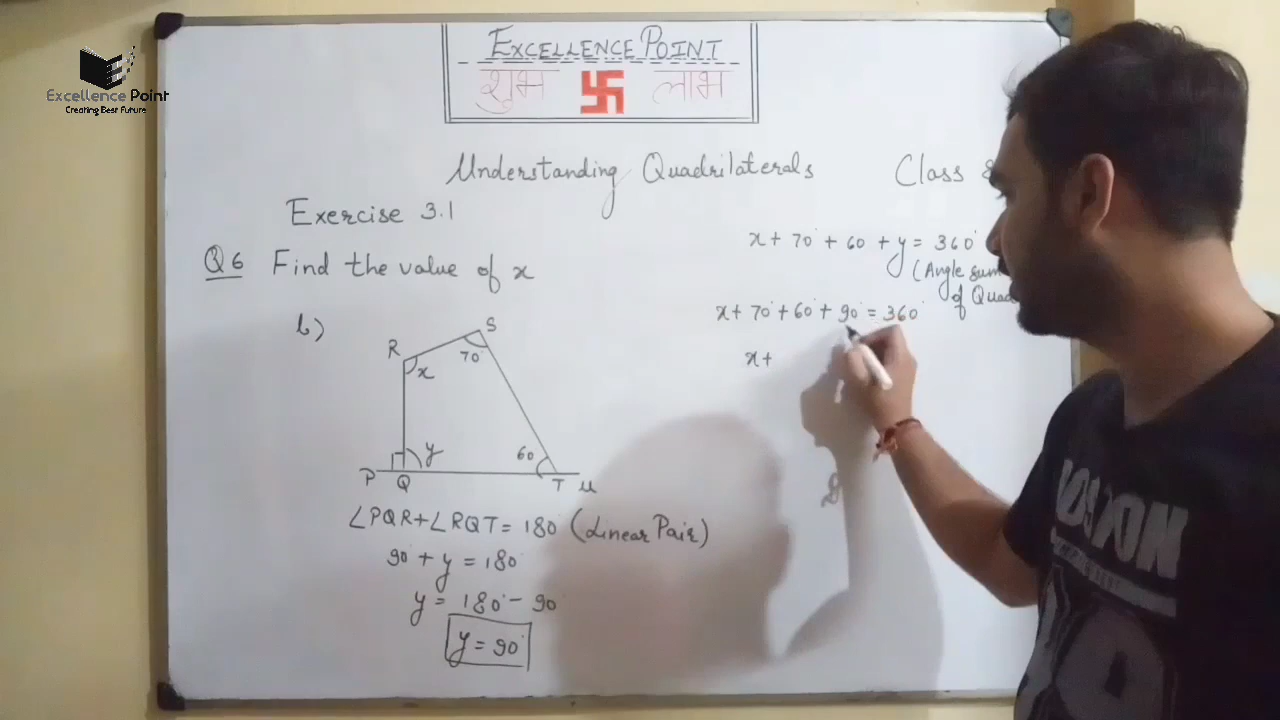 Excellence Point
Creating Best Future
EXCELLENCE POINT
शुभ 卐 लाभ
Understanding Quadrilaterals Class 8
Exercise 3.1
Q6 Find the value of x
b)
R
S
70°
x
y
60
P
Q
T
u
∠PQR + ∠RQT = 180° (Linear Pair)
90° + y = 180°
y = 180° - 90°
y = 90°
x + 70° + 60 + y = 360°
(Angle sum
of Quad
x + 70° + 60° + 90° = 360°
x +